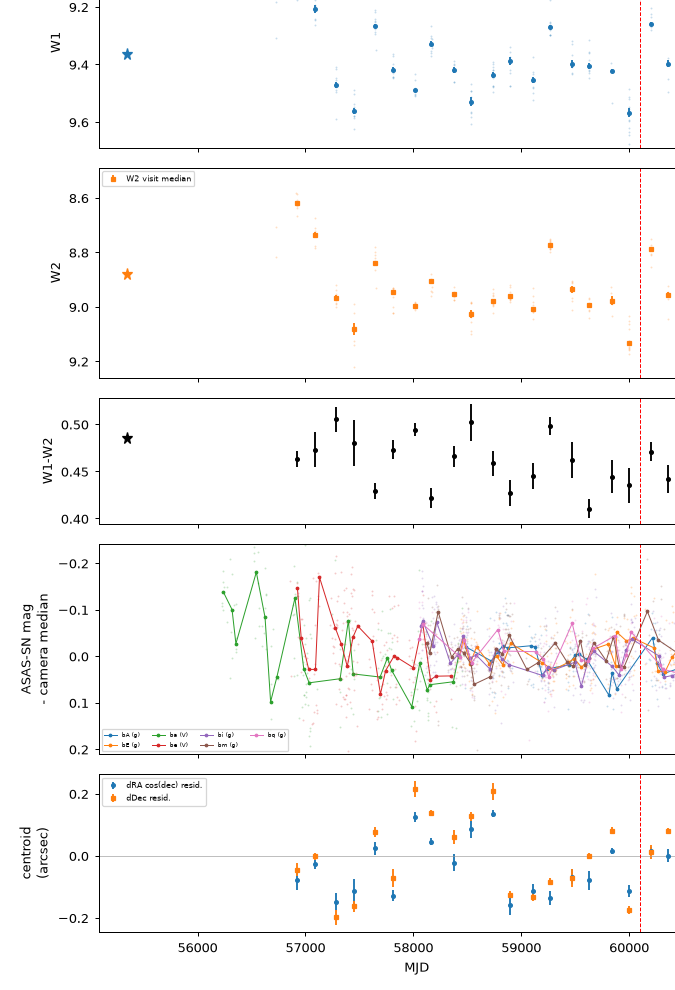 9.2
9.4
9.6
W1
W2 visit median
8.6
8.8
9.0
9.2
W2
0.50
0.45
0.40
W1-W2
−0.2
−0.1
0.0
0.1
0.2
ASAS-SN mag
- camera median
bA (g) ba (V) bi (g) bq (g)
bE (g) be (V) bm (g)
dRA cos(dec) resid.
dDec resid.
0.2
0.0
−0.2
centroid
(arcsec)
56000 57000 58000 59000 60000
MJD